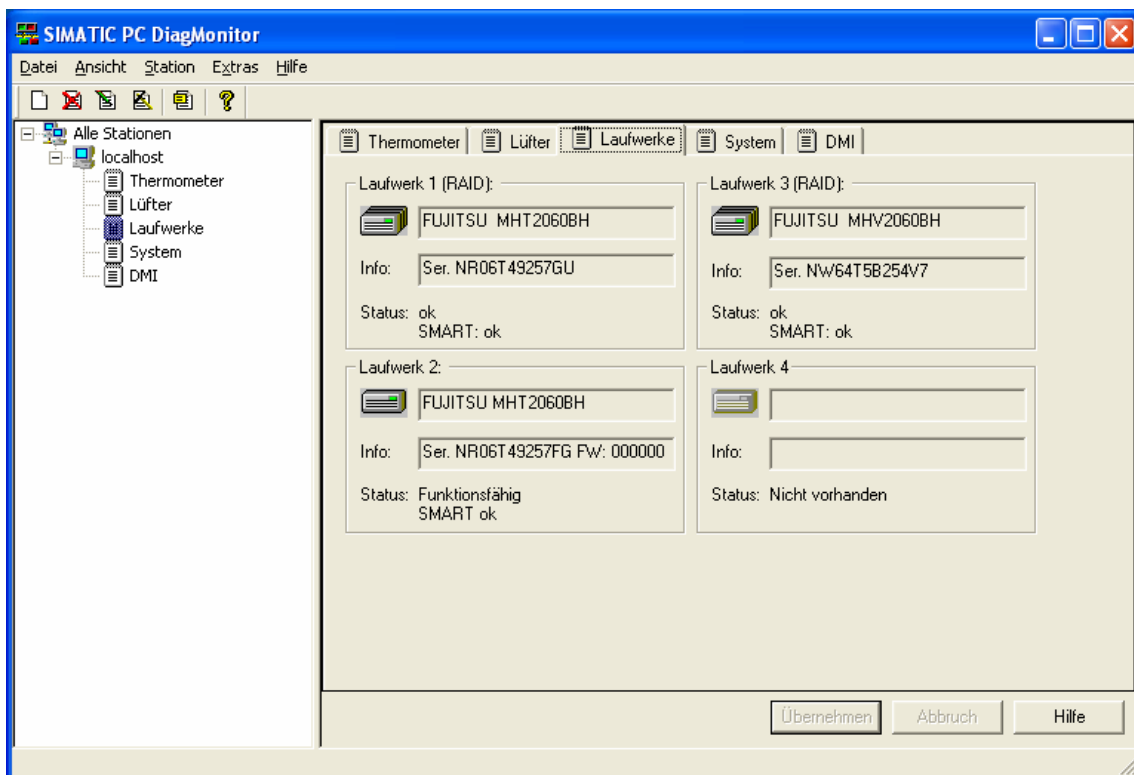 SIMATIC PC DiagMonitor
Datei Ansicht Station Extras Hilfe
Alle Stationen
localhost
Thermometer
Lüfter
Laufwerke
System
DMI
Thermometer Lüfter Laufwerke System DMI
Laufwerk 1 (RAID):
FUJITSU MHT2060BH
Info: Ser. NR06T49257GU
Status: ok
SMART: ok
Laufwerk 3 (RAID):
FUJITSU MHV2060BH
Info: Ser. NW64T5B254V7
Status: ok
SMART: ok
Laufwerk 2:
FUJITSU MHT2060BH
Info: Ser. NR06T49257FG FW: 000000
Status: Funktionsfähig
SMART ok
Laufwerk 4
Info:
Status: Nicht vorhanden
Übernehmen Abbruch Hilfe